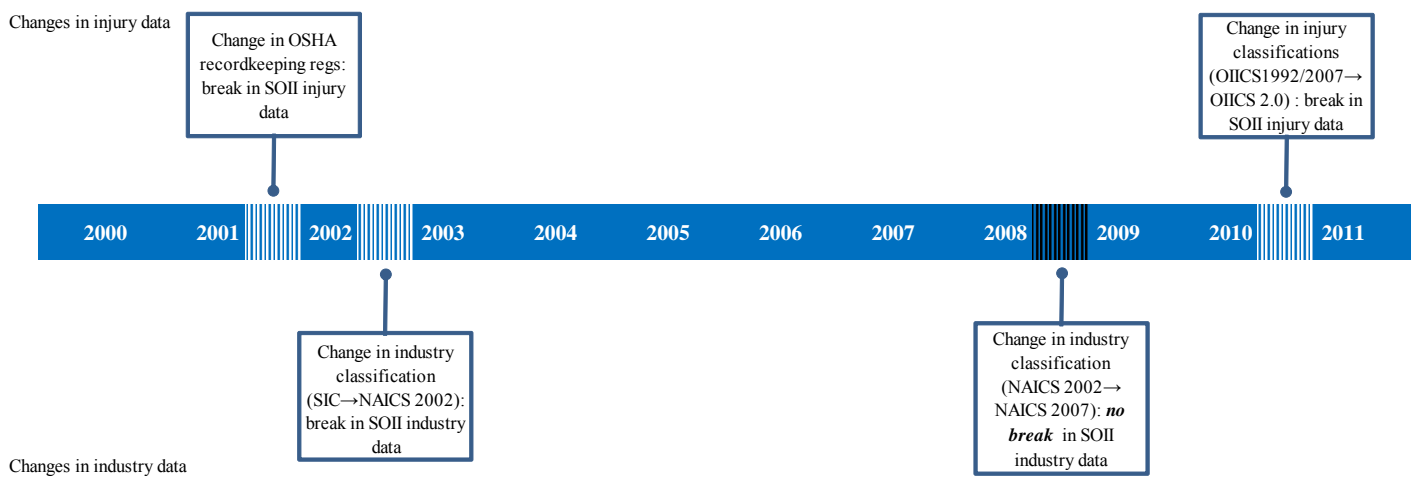 Changes in injury data
Change in OSHA
recordkeeping regs:
break in SOII injury
data
Change in injury
classifications
(OIICS1992/2007→
OIICS 2.0) : break in
SOII injury data
2000 2001 2002 2003 2004 2005 2006 2007 2008 2009 2010 2011
Change in industry
classification
(SIC→NAICS 2002):
break in SOII industry
data
Change in industry
classification
(NAICS 2002→
NAICS 2007): no
break in SOII
industry data
Changes in industry data